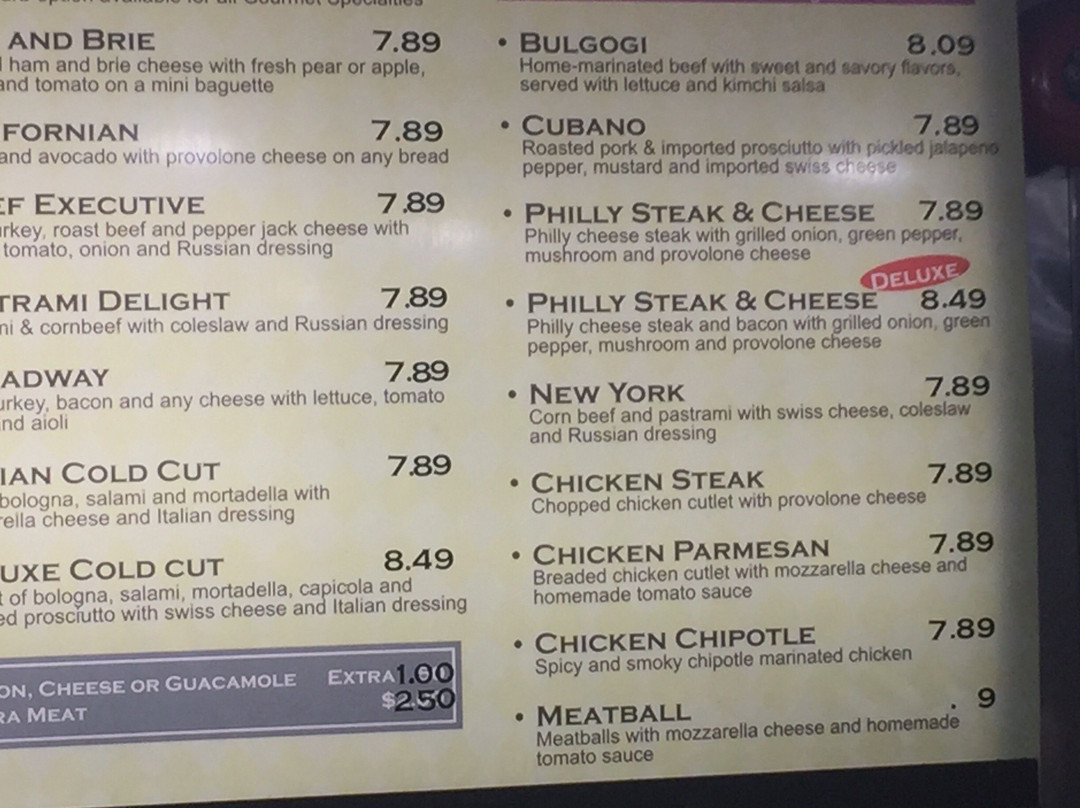 AND BRIE 7.89
ham and brie cheese with fresh pear or apple,
and tomato on a mini baguette
FORNIAN 7.89
and avocado with provolone cheese on any bread
EF EXECUTIVE 7.89
urkey, roast beef and pepper jack cheese with
tomato, onion and Russian dressing
TRAMI DELIGHT 7.89
mi & cornbeef with coleslaw and Russian dressing
ADWAY 7.89
urkey, bacon and any cheese with lettuce, tomato
nd aioli
IAN COLD CUT 7.89
bologna, salami and mortadella with
rella cheese and Italian dressing
UXE COLD CUT 8.49
t of bologna, salami, mortadella, capicola and
ed prosciutto with swiss cheese and Italian dressing
ON, CHEESE OR GUACAMOLE EXTRA 1.00
RA MEAT $2.50
• BULGOGI 8.09
Home-marinated beef with sweet and savory flavors,
served with lettuce and kimchi salsa
• CUBANO 7.89
Roasted pork & imported prosciutto with pickled jalapeno
pepper, mustard and imported swiss cheese
• PHILLY STEAK & CHEESE 7.89
Philly cheese steak with grilled onion, green pepper,
mushroom and provolone cheese
DELUXE
• PHILLY STEAK & CHEESE 8.49
Philly cheese steak and bacon with grilled onion, green
pepper, mushroom and provolone cheese
• NEW YORK 7.89
Corn beef and pastrami with swiss cheese, coleslaw
and Russian dressing
• CHICKEN STEAK 7.89
Chopped chicken cutlet with provolone cheese
• CHICKEN PARMESAN 7.89
Breaded chicken cutlet with mozzarella cheese and
homemade tomato sauce
• CHICKEN CHIPOTLE 7.89
Spicy and smoky chipotle marinated chicken
• MEATBALL . 9
Meatballs with mozzarella cheese and homemade
tomato sauce